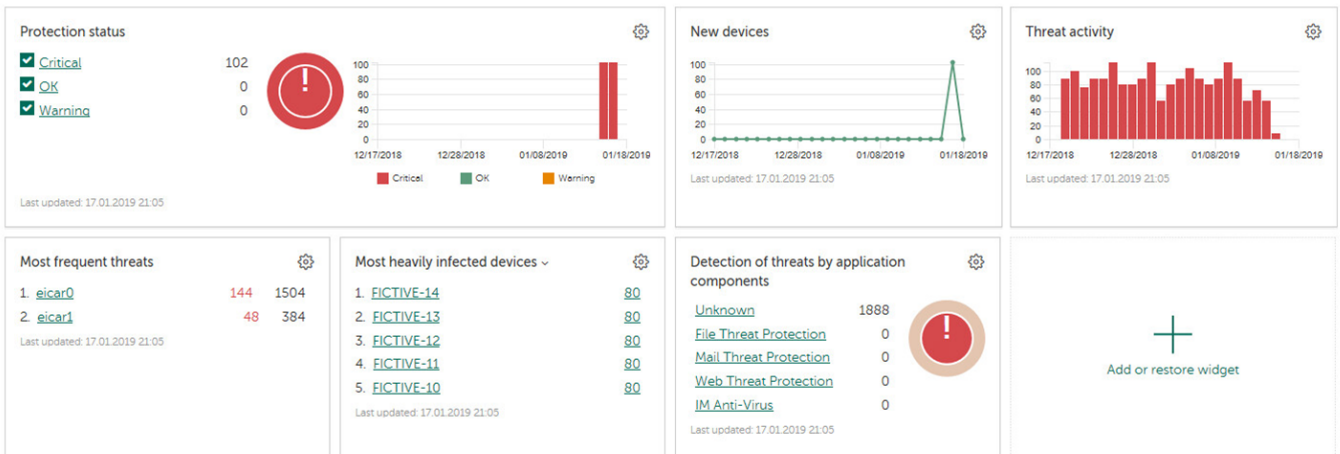 Protection status
Critical 102
OK 0
Warning 0
!
100
80
60
40
20
0
12/17/2018 12/28/2018 01/08/2019 01/18/2019
Critical OK Warning
Last updated: 17.01.2019 21:05
New devices
100
80
60
40
20
0
12/17/2018 12/28/2018 01/08/2019 01/18/2019
Last updated: 17.01.2019 21:05
Threat activity
100
80
60
40
20
0
12/17/2018 12/28/2018 01/08/2019 01/18/2019
Last updated: 17.01.2019 21:05
Most frequent threats
1. eicar0 144 1504
2. eicar1 48 384
Last updated: 17.01.2019 21:05
Most heavily infected devices
1. FICTIVE-14 80
2. FICTIVE-13 80
3. FICTIVE-12 80
4. FICTIVE-11 80
5. FICTIVE-10 80
Last updated: 17.01.2019 21:05
Detection of threats by application
components
Unknown 1888
File Threat Protection 0
Mail Threat Protection 0
Web Threat Protection 0
IM Anti-Virus 0
!
Last updated: 17.01.2019 21:05
Add or restore widget